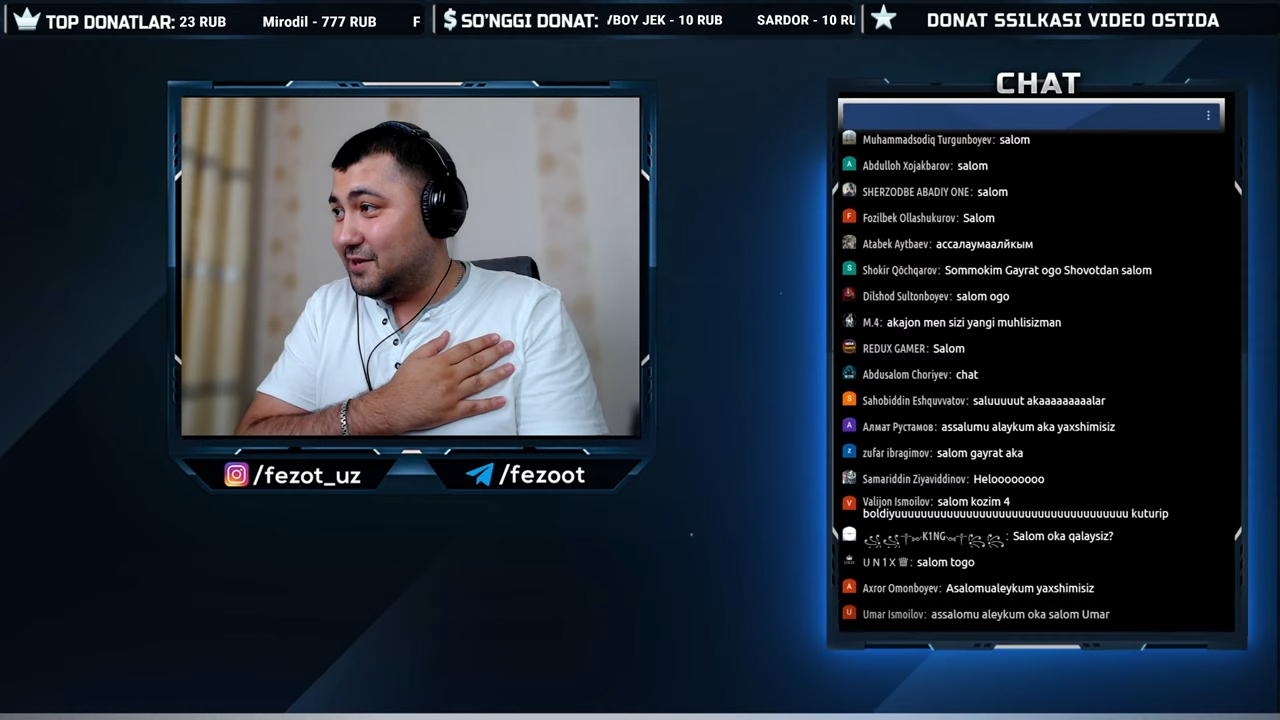 TOP DONATLAR: 23 RUB Mirodil - 777 RUB F
$ SO'NGGI DONAT: BOY JEK - 10 RUB SARDOR - 10 RU
DONAT SSILKASI VIDEO OSTIDA
CHAT
Muhammadsodiq Turgunboyev: salom
A Abdulloh Xojakbarov: salom
SHERZODBE ABADIY ONE: salom
F Fozilbek Ollashukurov: Salom
Atabek Aytbaev: ассалаумаалйкым
S Shokir Qōchqarov: Sommokim Gayrat ogo Shovotdan salom
Dilshod Sultonboyev: salom ogo
M.4: akajon men sizi yangi muhlisizman
REDUX GAMER: Salom
Abdusalom Choriyev: chat
S Sahobiddin Eshquvvatov: saluuuuut akaaaaaaaaalar
А Алмат Рустамов: assalumu alaykum aka yaxshimisiz
z zufar ibragimov: salom gayrat aka
Samariddin Ziyaviddinov: Heloooooooo
V Valijon Ismoilov: salom kozim 4
boldiyuuuuuuuuuuuuuuuuuuuuuuuuuuuuuuuuuuuuuu kuturip
K1NG: Salom oka qalaysiz?
U N 1 X ♕: salom togo
A Axror Omonboyev: Asalomualeykum yaxshimisiz
U Umar Ismoilov: assalomu aleykum oka salom Umar
/fezot_uz
/fezoot